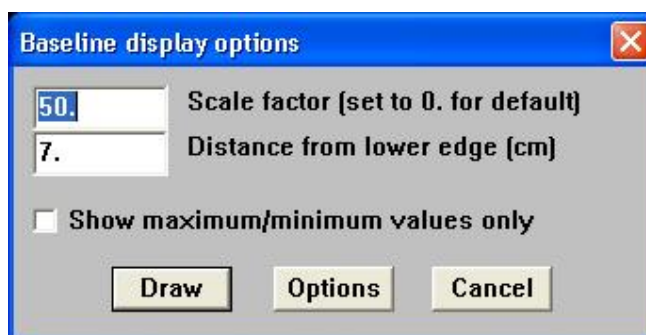 Baseline display options
50. Scale factor (set to 0. for default)
7. Distance from lower edge (cm)
Show maximum/minimum values only
Draw Options Cancel